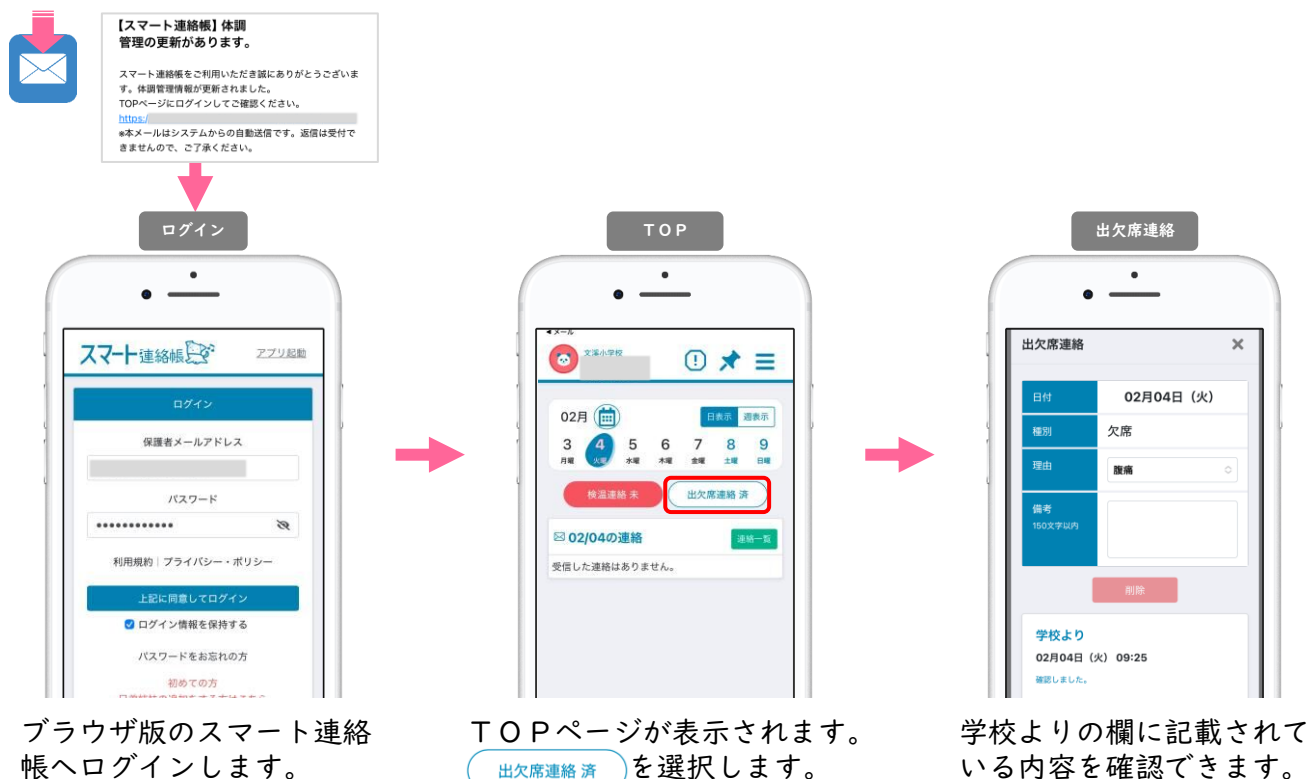 【スマート連絡帳】体調
管理の更新があります。
スマート連絡帳をご利用いただき誠にありがとうございま
す。体調管理情報が更新されました。
TOPページにログインしてご確認ください。
https:/
※本メールはシステムからの自動送信です。返信は受付で
きませんので、ご了承ください。
ログイン
スマート連絡帳
アプリ起動
ログイン
保護者メールアドレス
パスワード
••••••••••••
利用規約｜プライバシー・ポリシー
上記に同意してログイン
ログイン情報を保持する
パスワードをお忘れの方
初めての方
ブラウザ版のスマート連絡
帳へログインします。
ＴＯＰ
◀メール
文溪小学校
02月
日表示 週表示
3 4 5 6 7 8 9
月曜 火曜 水曜 木曜 金曜 土曜 日曜
検温連絡 未
出欠席連絡 済
02/04の連絡
連絡一覧
受信した連絡はありません。
ＴＯＰページが表示されます。
出欠席連絡 済 を選択します。
出欠席連絡
出欠席連絡 ×
日付 02月04日（火）
種別 欠席
理由 腹痛
備考
150文字以内
削除
学校より
02月04日（火）09:25
確認しました。
学校よりの欄に記載されて
いる内容を確認できます。